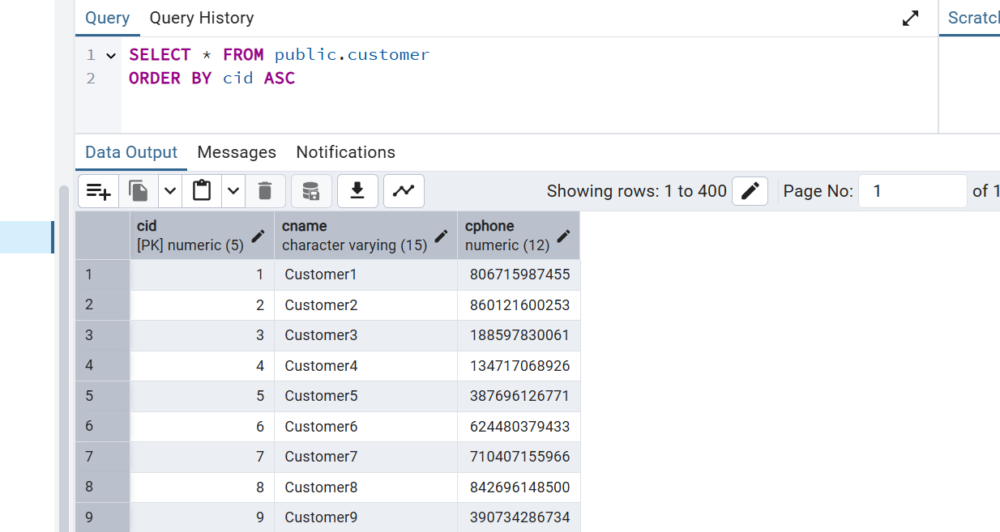 Query Query History
1 SELECT * FROM public.customer
2 ORDER BY cid ASC
Data Output Messages Notifications
Showing rows: 1 to 400 Page No: 1 of 1
cid cname cphone
[PK] numeric (5) character varying (15) numeric (12)
1 1 Customer1 806715987455
2 2 Customer2 860121600253
3 3 Customer3 188597830061
4 4 Customer4 134717068926
5 5 Customer5 387696126771
6 6 Customer6 624480379433
7 7 Customer7 710407155966
8 8 Customer8 842696148500
9 9 Customer9 390734286734